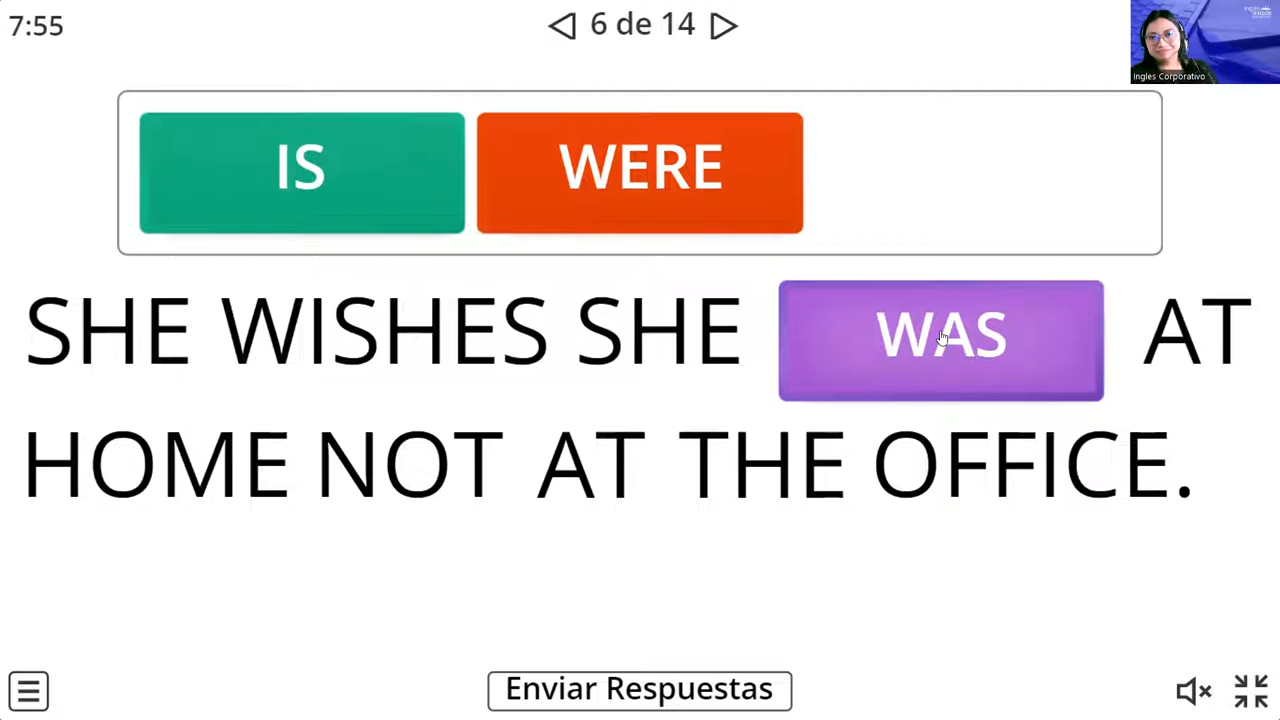 7:55
6 de 14
Ingles Corporativo
IS
WERE
SHE WISHES SHE WAS AT
HOME NOT AT THE OFFICE.
Enviar Respuestas